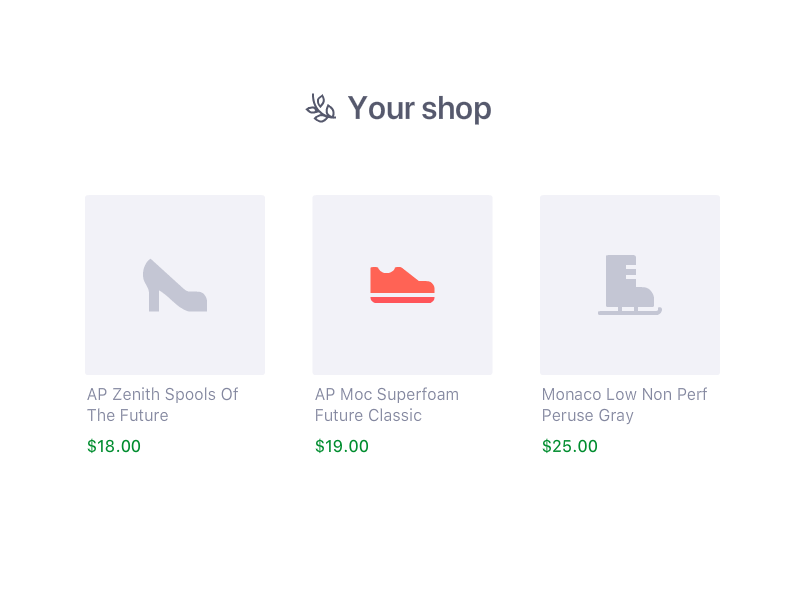 Your shop
AP Zenith Spools Of
The Future
$18.00
AP Moc Superfoam
Future Classic
$19.00
Monaco Low Non Perf
Peruse Gray
$25.00